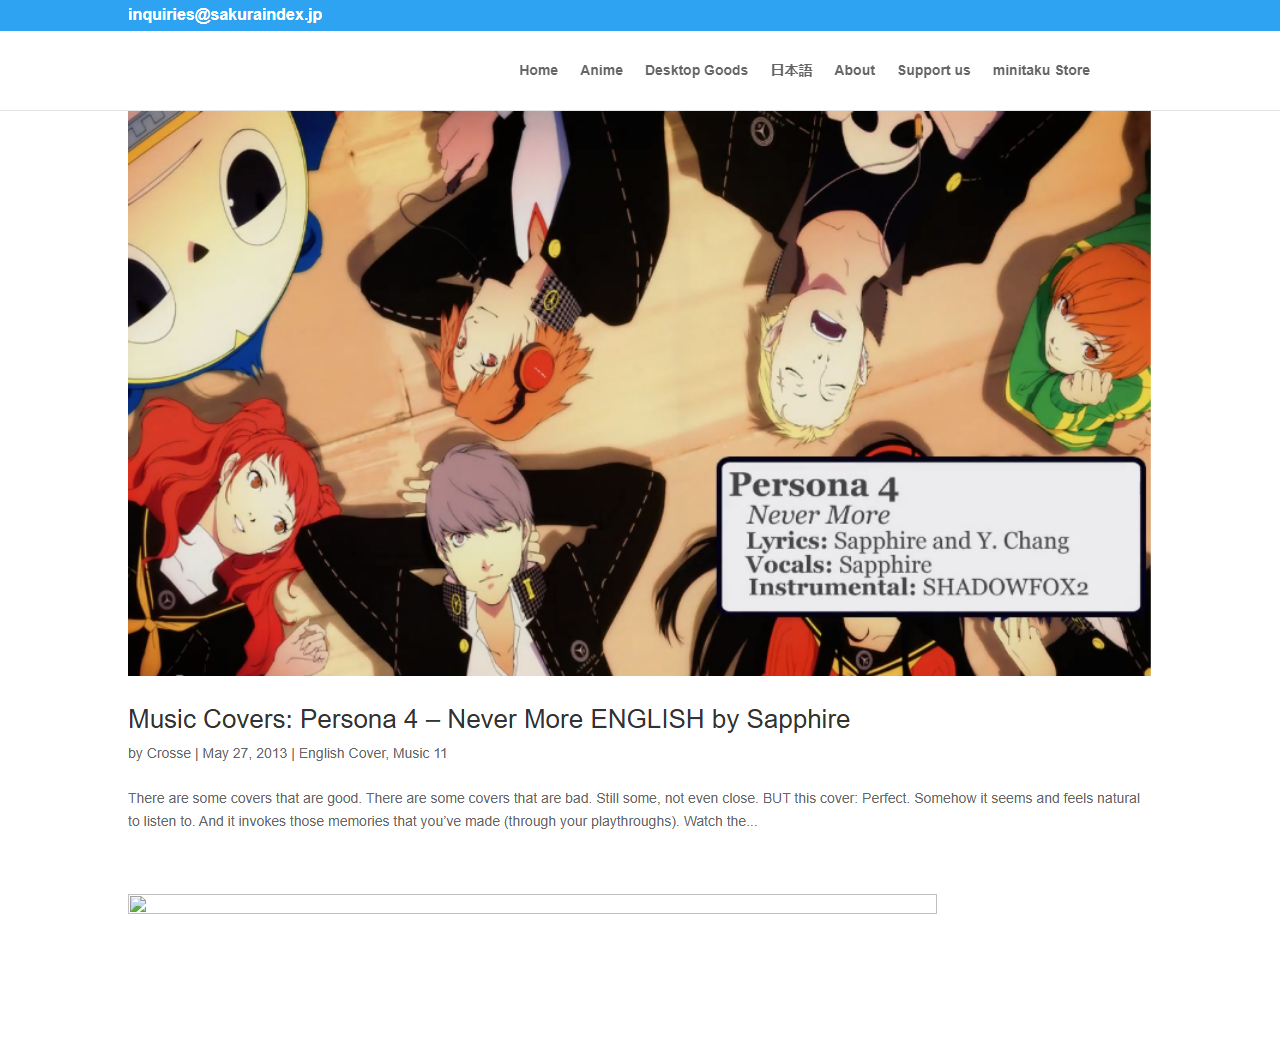 inquiries@sakuraindex.jp
Home Anime Desktop Goods 日本語 About Support us minitaku Store
Persona 4
Never More
Lyrics: Sapphire and Y. Chang
Vocals: Sapphire
Instrumental: SHADOWFOX2
Music Covers: Persona 4 – Never More ENGLISH by Sapphire
by Crosse | May 27, 2013 | English Cover, Music 11
There are some covers that are good. There are some covers that are bad. Still some, not even close. BUT this cover: Perfect. Somehow it seems and feels natural
to listen to. And it invokes those memories that you’ve made (through your playthroughs). Watch the...